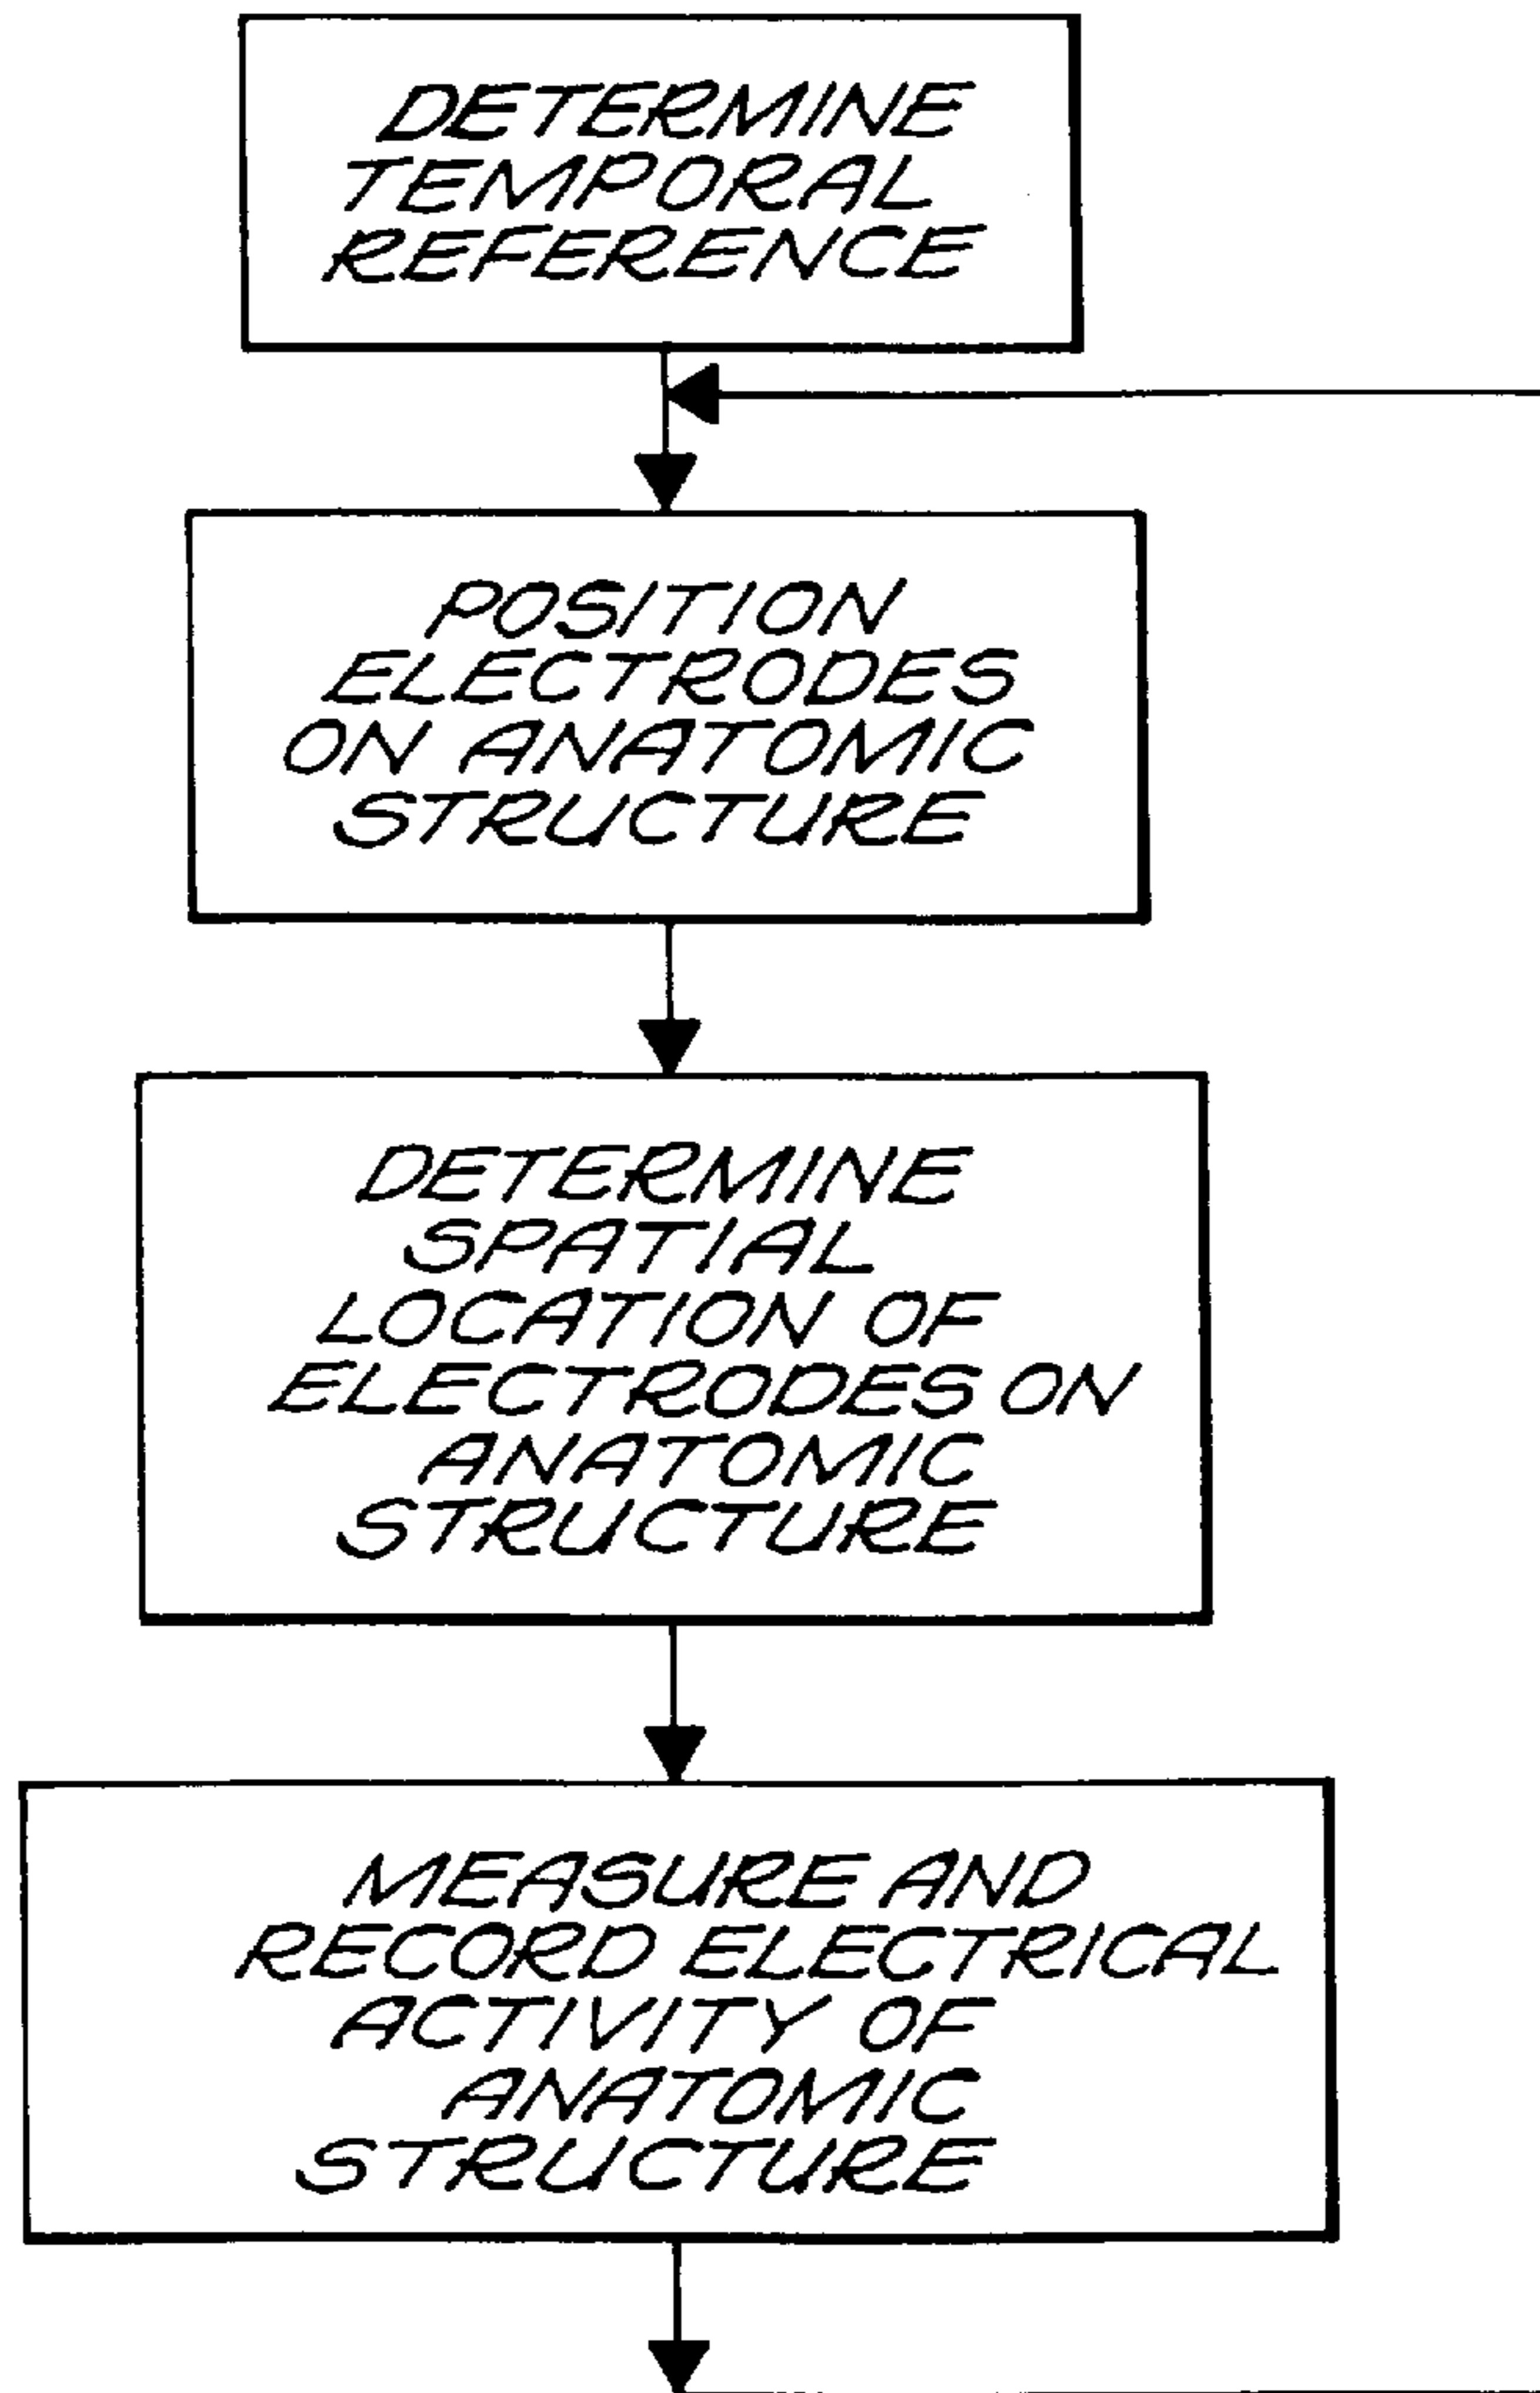 DETERMINE
TEMPORAL
REFERENCE
POSITION
ELECTRODES
ON ANATOMIC
STRUCTURE
DETERMINE
SPATIAL
LOCATION OF
ELECTRODES ON
ANATOMIC
STRUCTURE
MEASURE AND
RECORD ELECTRICAL
ACTIVITY OF
ANATOMIC
STRUCTURE